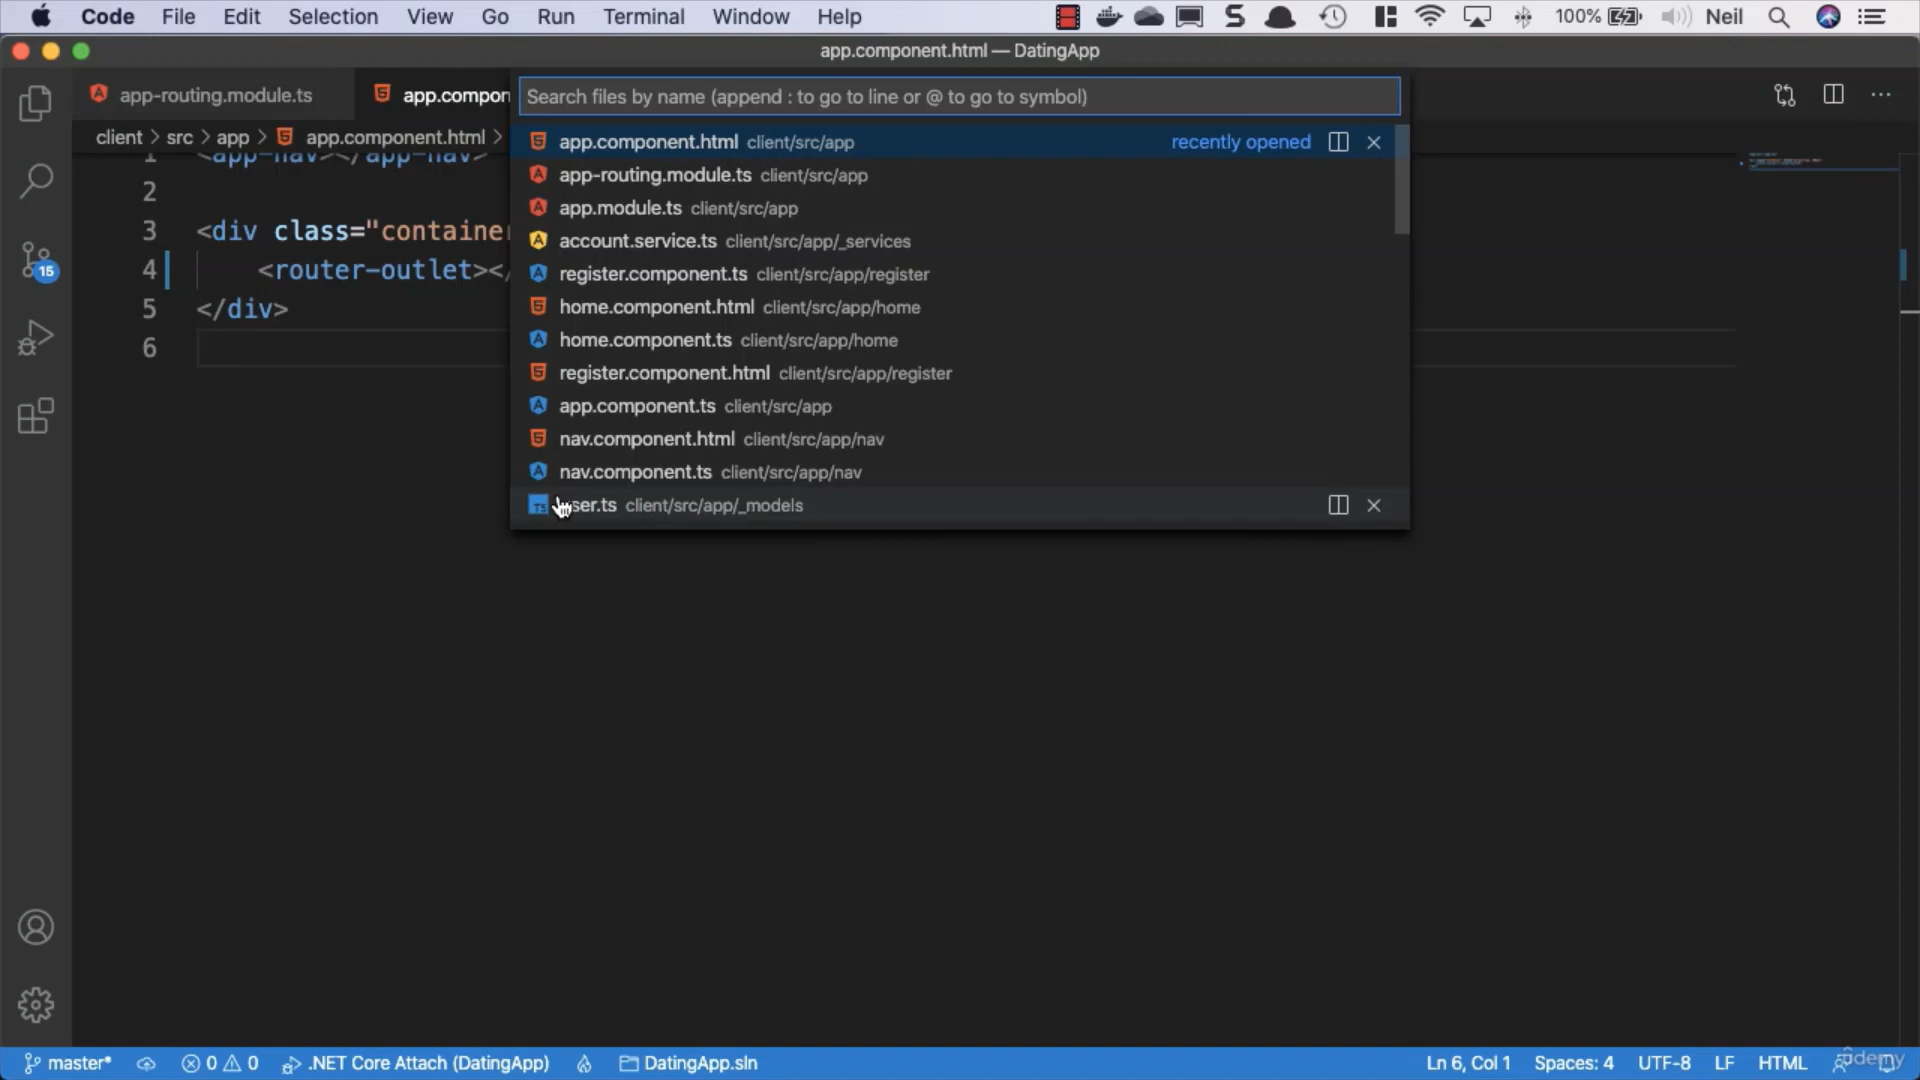 Code File Edit Selection View Go Run Terminal Window Help 100% Neil
app.component.html — DatingApp
app-routing.module.ts
app.compon
Search files by name (append : to go to line or @ to go to symbol)
client > src > app > app.component.html >
app.component.html client/src/app recently opened
app-routing.module.ts client/src/app
app.module.ts client/src/app
account.service.ts client/src/app/_services
register.component.ts client/src/app/register
home.component.html client/src/app/home
home.component.ts client/src/app/home
register.component.html client/src/app/register
app.component.ts client/src/app
nav.component.html client/src/app/nav
nav.component.ts client/src/app/nav
ser.ts client/src/app/_models
1 <app-nav></app-nav>
2
3 <div class="container
4 <router-outlet></
5 </div>
6
15
master* 0 0 .NET Core Attach (DatingApp) DatingApp.sln Ln 6, Col 1 Spaces: 4 UTF-8 LF HTML
udemy